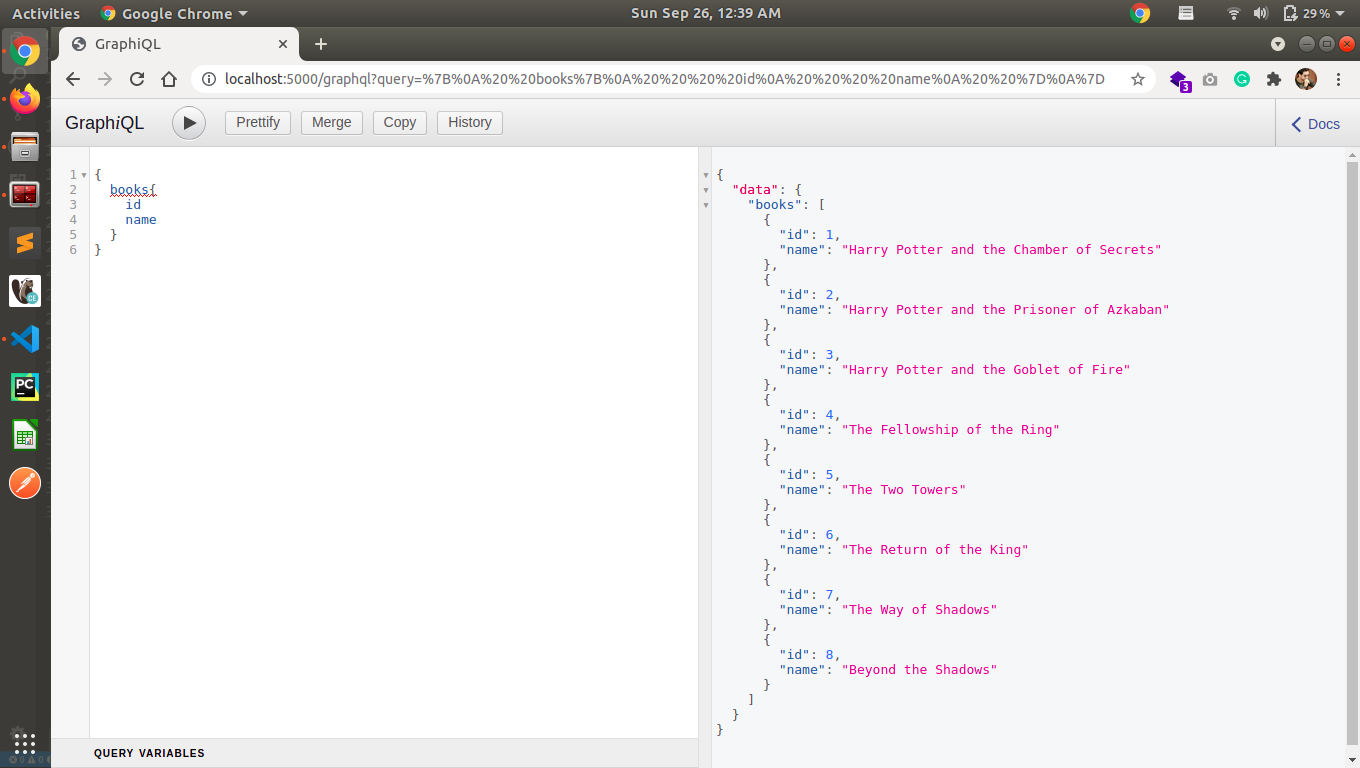 Activities Google Chrome Sun Sep 26, 12:39 AM 29%
GraphiQL
localhost:5000/graphql?query=%7B%0A%20%20books%7B%0A%20%20%20%20id%0A%20%20%20%20name%0A%20%20%7D%0A%7D
3
GraphiQL Prettify Merge Copy History Docs
1 {
2 books{
3 id
4 name
5 }
6 }
QUERY VARIABLES
{
"data": {
"books": [
{
"id": 1,
"name": "Harry Potter and the Chamber of Secrets"
},
{
"id": 2,
"name": "Harry Potter and the Prisoner of Azkaban"
},
{
"id": 3,
"name": "Harry Potter and the Goblet of Fire"
},
{
"id": 4,
"name": "The Fellowship of the Ring"
},
{
"id": 5,
"name": "The Two Towers"
},
{
"id": 6,
"name": "The Return of the King"
},
{
"id": 7,
"name": "The Way of Shadows"
},
{
"id": 8,
"name": "Beyond the Shadows"
}
]
}
}
CE
PC